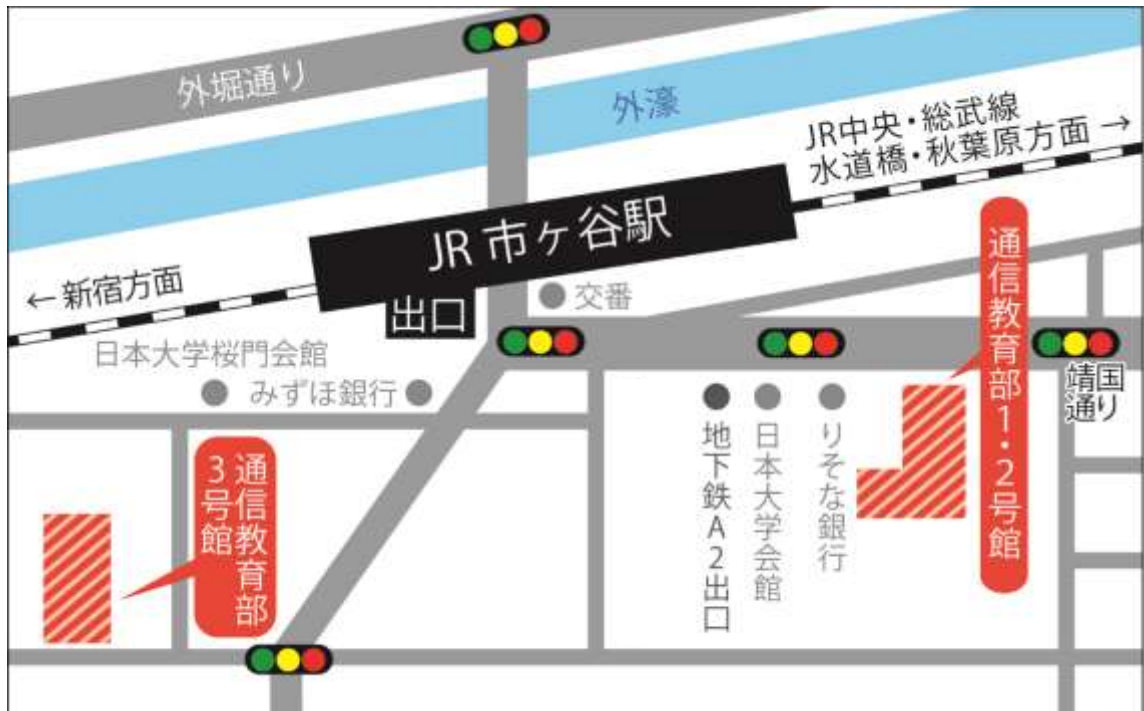 外堀通り
外濠
JR中央・総武線
水道橋・秋葉原方面 →
JR 市ヶ谷駅
← 新宿方面
出口
交番
日本大学桜門会館
みずほ銀行
通信教育部1・2号館
靖国
通り
地下鉄A2出口
日本大学会館
りそな銀行
通信教育部
3号館